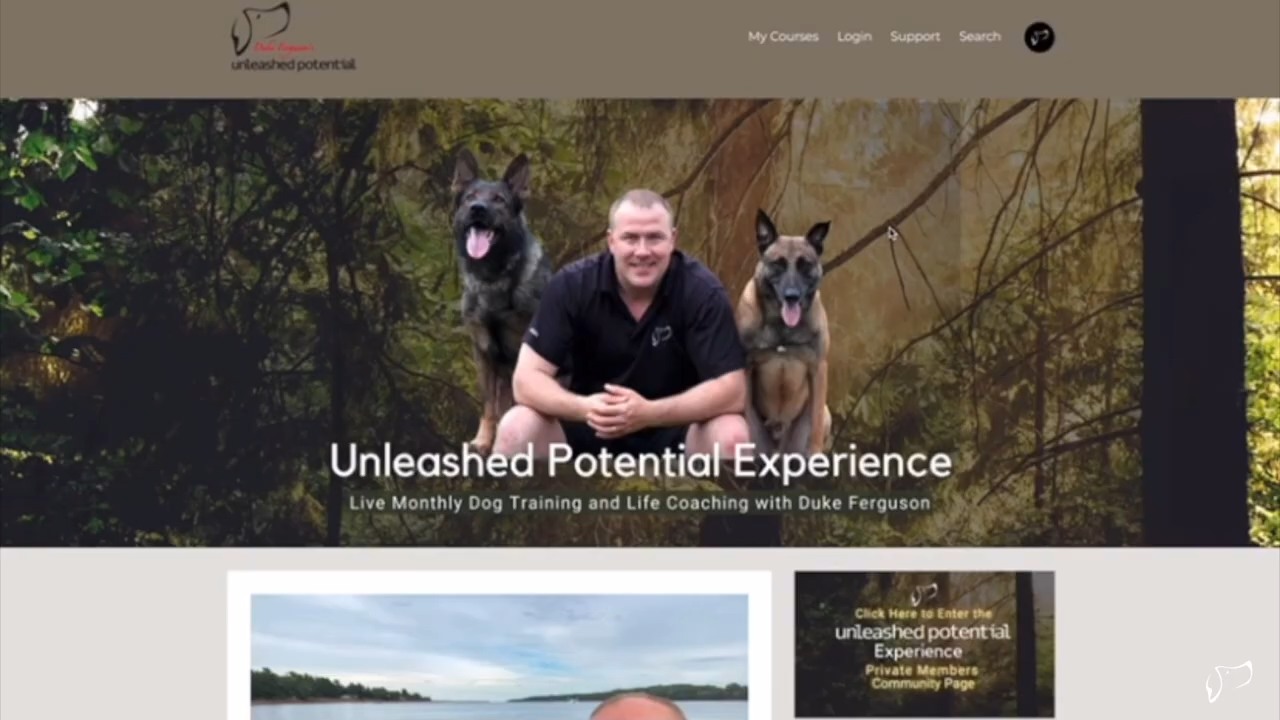 Duke Ferguson's
unleashed potential
My Courses
Login
Support
Search
Unleashed Potential Experience
Live Monthly Dog Training and Life Coaching with Duke Ferguson
Click Here to Enter the
unleashed potential
Experience
Private Members
Community Page